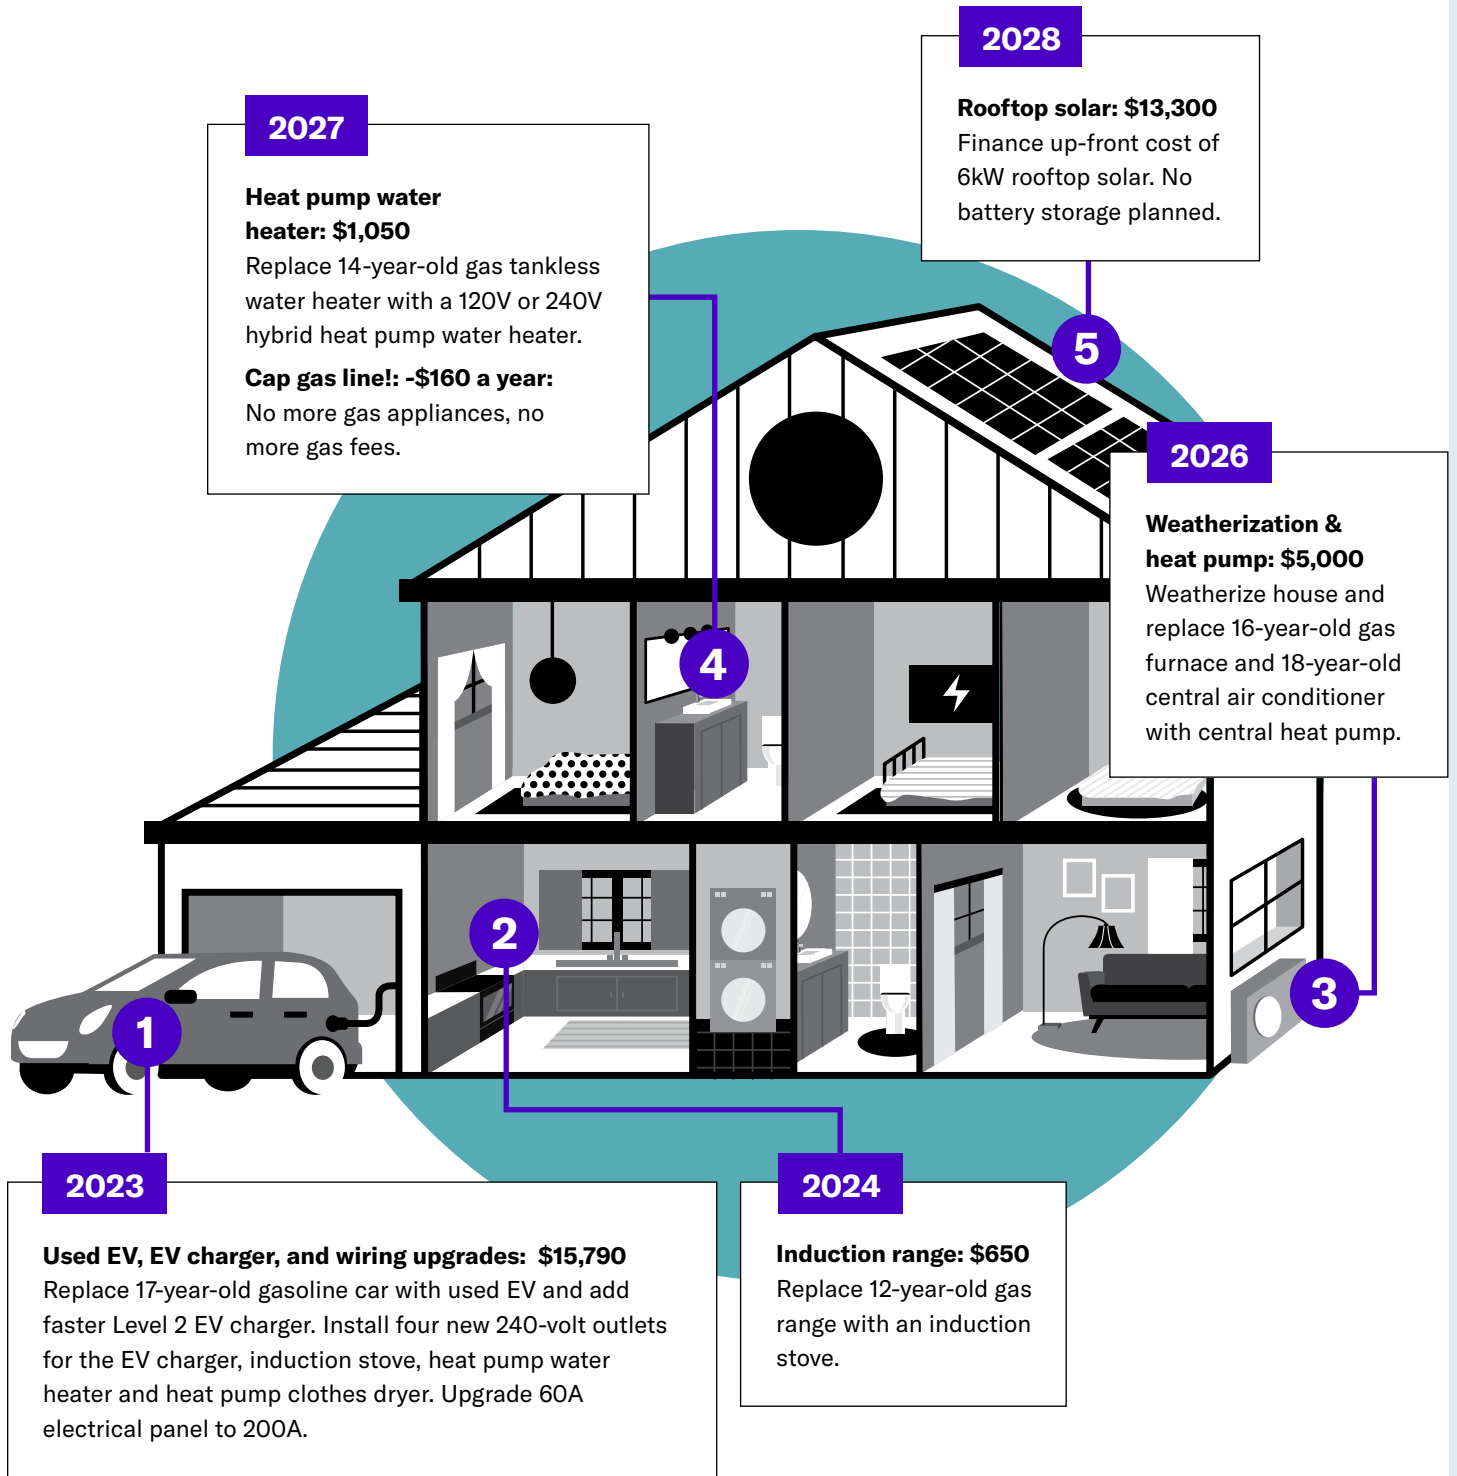 2028
Rooftop solar: $13,300
Finance up-front cost of
6kW rooftop solar. No
battery storage planned.
2027
Heat pump water
heater: $1,050
Replace 14-year-old gas tankless
water heater with a 120V or 240V
hybrid heat pump water heater.
Cap gas line!: -$160 a year:
No more gas appliances, no
more gas fees.
5
2026
Weatherization &
heat pump: $5,000
Weatherize house and
replace 16-year-old gas
furnace and 18-year-old
central air conditioner
with central heat pump.
4
2
3
1
2023
Used EV, EV charger, and wiring upgrades: $15,790
Replace 17-year-old gasoline car with used EV and add
faster Level 2 EV charger. Install four new 240-volt outlets
for the EV charger, induction stove, heat pump water
heater and heat pump clothes dryer. Upgrade 60A
electrical panel to 200A.
2024
Induction range: $650
Replace 12-year-old gas
range with an induction
stove.